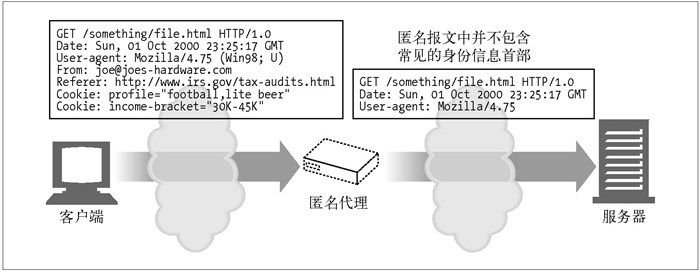 GET /something/file.html HTTP/1.0
Date: Sun, 01 Oct 2000 23:25:17 GMT
User-agent: Mozilla/4.75 (Win98; U)
From: joe@joes-hardware.com
Referer: http://www.irs.gov/tax-audits.html
Cookie: profile="football,lite beer"
Cookie: income-bracket="30K-45K"
匿名报文中并不包含
常见的身份信息首部
GET /something/file.html HTTP/1.0
Date: Sun, 01 Oct 2000 23:25:17 GMT
User-agent: Mozilla/4.75
客户端
匿名代理
服务器